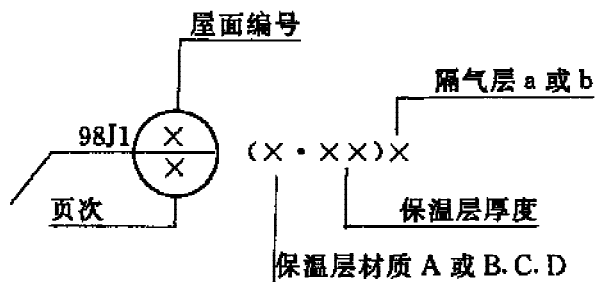 屋面编号
隔气层 a 或 b
98J1 × (×·××)×
×
页次
保温层厚度
保温层材质 A 或 B.C.D